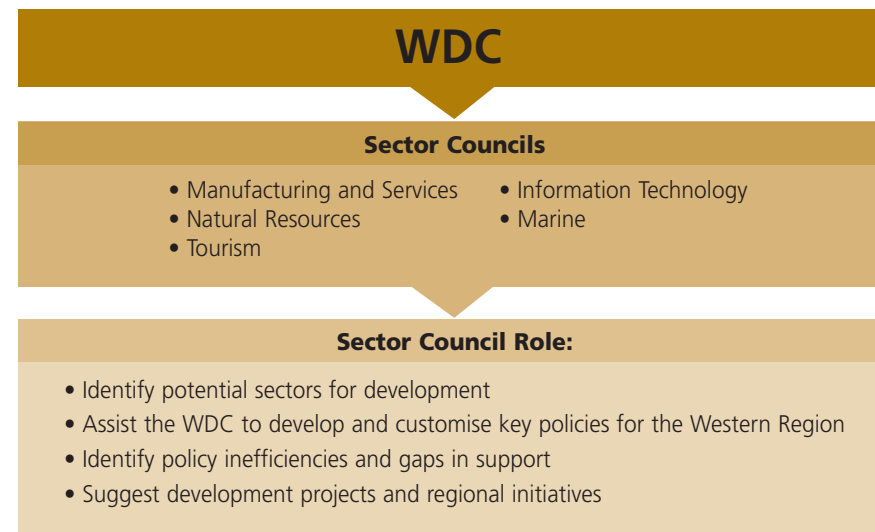 WDC
Sector Councils
• Manufacturing and Services
• Natural Resources
• Tourism
• Information Technology
• Marine
Sector Council Role:
• Identify potential sectors for development
• Assist the WDC to develop and customise key policies for the Western Region
• Identify policy inefficiencies and gaps in support
• Suggest development projects and regional initiatives